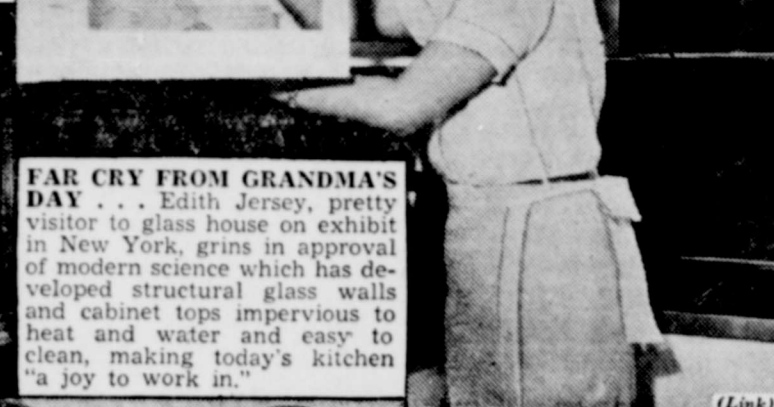 FAR CRY FROM GRANDMA'S
DAY . . . Edith Jersey, pretty
visitor to glass house on exhibit
in New York, grins in approval
of modern science which has de-
veloped structural glass walls
and cabinet tops impervious to
heat and water and easy to
clean, making today's kitchen
"a joy to work in."
(Link)